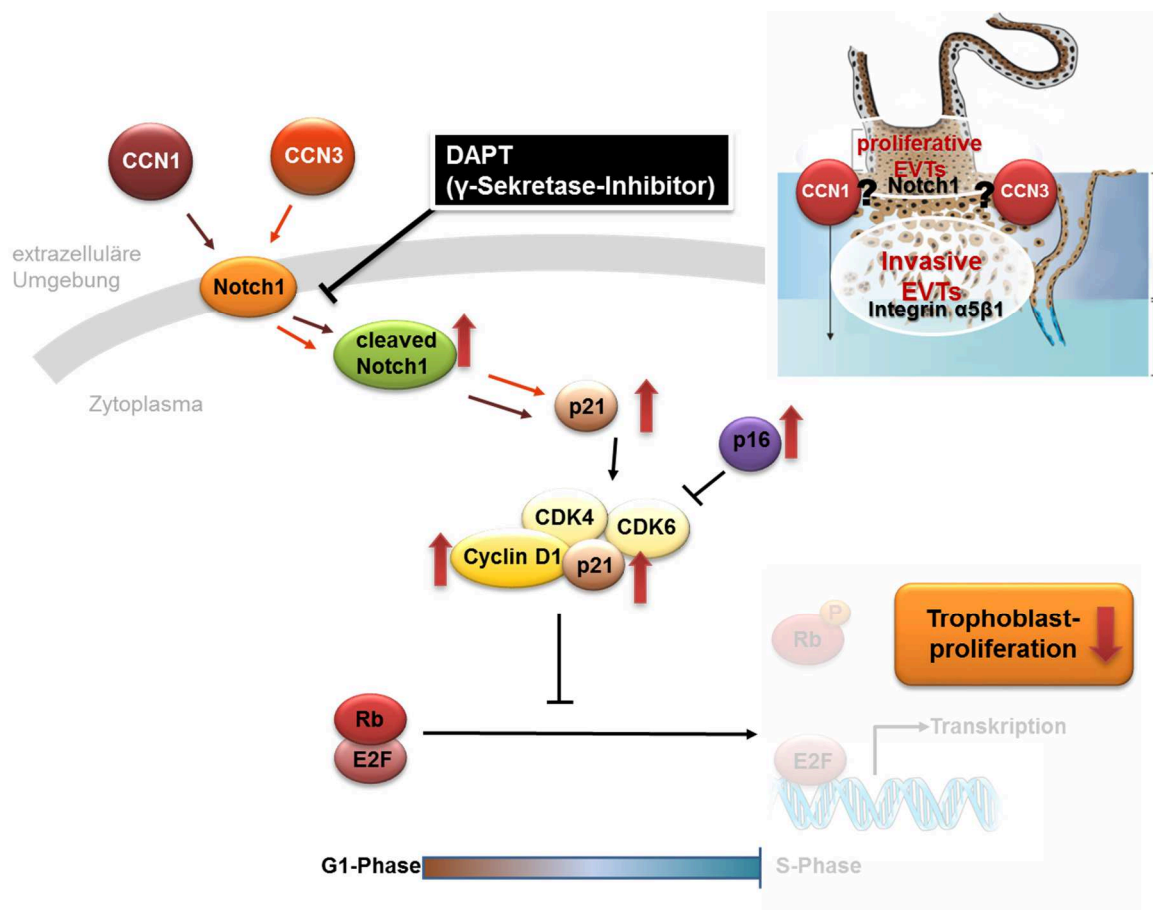 CCN1
CCN3
DAPT
(γ-Sekretase-Inhibitor)
extrazelluläre
Umgebung
Notch1
cleaved
Notch1
Zytoplasma
p21
p16
CDK4
CDK6
Cyclin D1
p21
Rb
E2F
G1-Phase
S-Phase
proliferative
EVTs
Notch1
CCN1
?
?
CCN3
Invasive
EVTs
Integrin α5β1
P
Rb
Trophoblast-
proliferation
Transkription
E2F